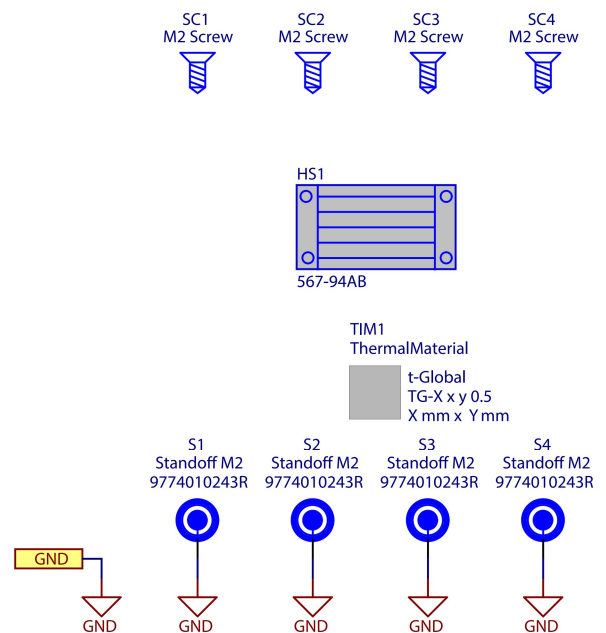 SC1
M2 Screw
SC2
M2 Screw
SC3
M2 Screw
SC4
M2 Screw
HS1
567-94AB
TIM1
ThermalMaterial
t-Global
TG-X x y 0.5
X mm x Y mm
S1
Standoff M2
9774010243R
S2
Standoff M2
9774010243R
S3
Standoff M2
9774010243R
S4
Standoff M2
9774010243R
GND
GND
GND
GND
GND
GND